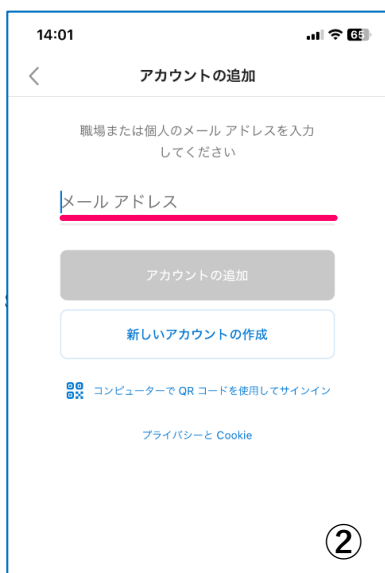 14:01
65
アカウントの追加
職場または個人のメール アドレスを入力
してください
メール アドレス
アカウントの追加
新しいアカウントの作成
コンピューターで QR コードを使用してサインイン
プライバシーと Cookie
②